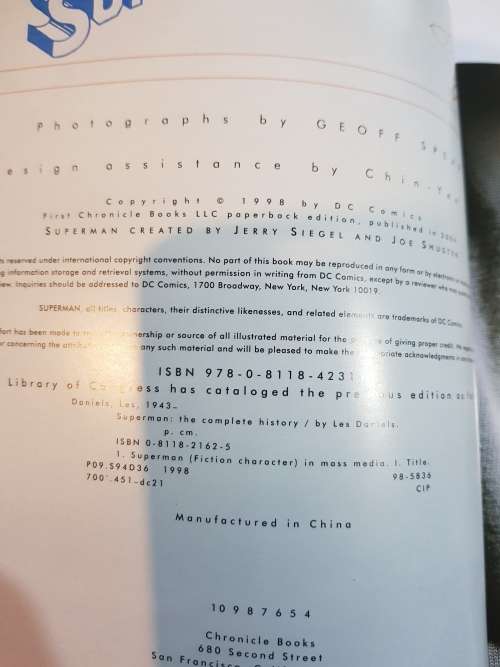 Photographs by GEOFF
esign assistance by
Copyright © 1998 by DC Comics
First Chronicle Books LLC paperback edition, published in
SUPERMAN CREATED BY JERRY SIEGEL AND JOE SHUSTER
ts reserved under international copyright conventions. No part of this book may be reproduced in any form or by
ng information storage and retrieval systems, without permission in writing from DC Comics, except by a reviewer who may
iew. Inquiries should be addressed to DC Comics, 1700 Broadway, New York, New York 10019.
SUPERMAN, all titles, characters, their distinctive likenesses, and related elements are trademarks of DC Comics
fort has been made to ownership or source of all illustrated material for the of giving proper credit.
or concerning the any such material and will be pleased to make the acknowledgments in
ISBN 978-0-8118-4231
Library of Congress has cataloged the previous edition as
Daniels, Les, 1943–
Superman: the complete history / by Les Daniels.
p. cm.
ISBN 0-8118-2162-5
1. Superman (Fiction character) in mass media. I. Title.
P09.S94D36 1998 98-5836
700'.451-dc21 CIP
Manufactured in China
10 9 8 7 6 5 4
Chronicle Books
680 Second Street
San Francisco,